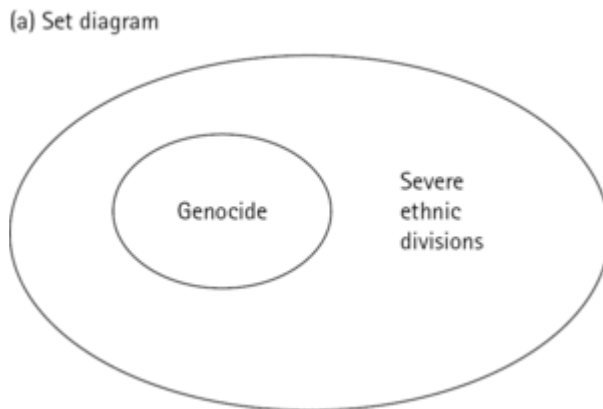 (a) Set diagram
Genocide
Severe
ethnic
divisions